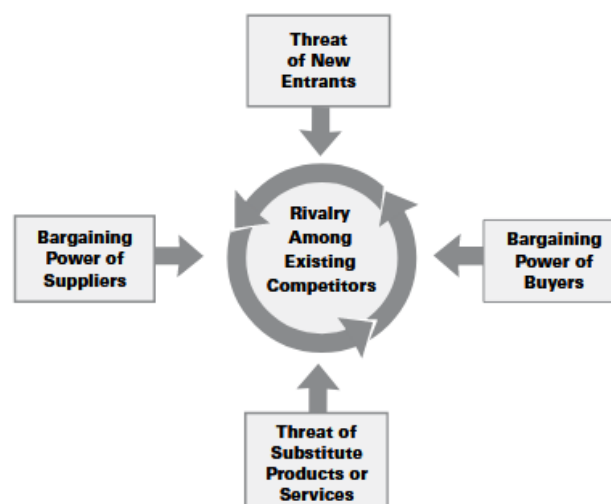 Threat
of New
Entrants
Bargaining
Power of
Suppliers
Rivalry
Among
Existing
Competitors
Bargaining
Power of
Buyers
Threat of
Substitute
Products or
Services